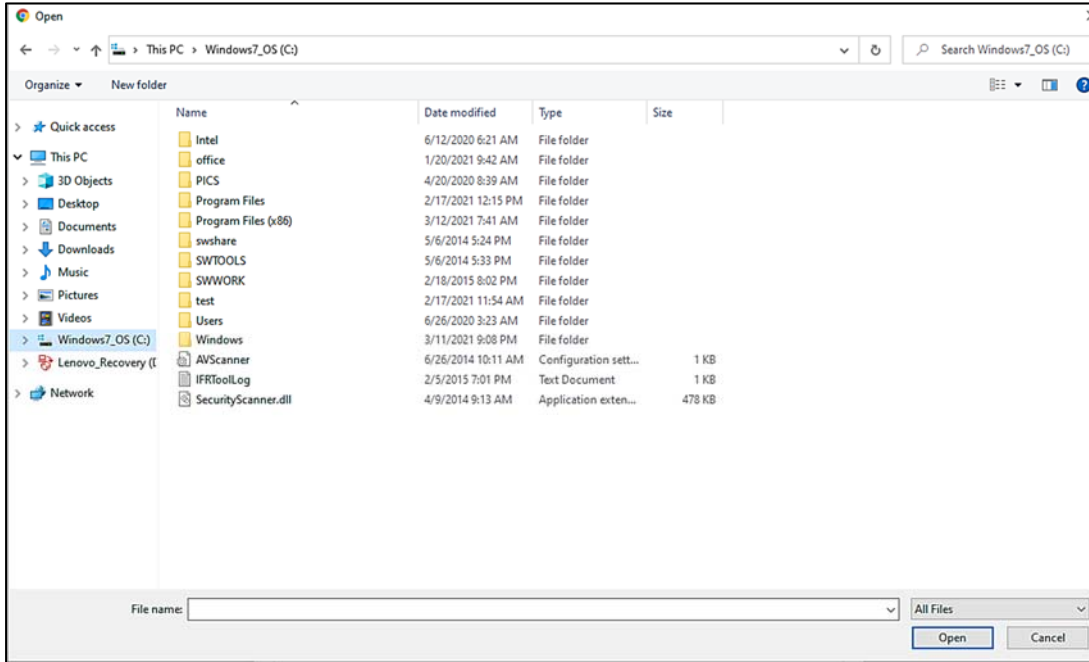 Open
This PC > Windows7_OS (C:)
Search Windows7_OS (C:)
Organize
New folder
Name Date modified Type Size
Quick access
This PC
3D Objects
Desktop
Documents
Downloads
Music
Pictures
Videos
Windows7_OS (C:)
Lenovo_Recovery (
Network
Intel 6/12/2020 6:21 AM File folder
office 1/20/2021 9:42 AM File folder
PICS 4/20/2020 8:39 AM File folder
Program Files 2/17/2021 12:15 PM File folder
Program Files (x86) 3/12/2021 7:41 AM File folder
swshare 5/6/2014 5:24 PM File folder
SWTOOLS 5/6/2014 5:33 PM File folder
SWWORK 2/18/2015 8:02 PM File folder
test 2/17/2021 11:54 AM File folder
Users 6/26/2020 3:23 AM File folder
Windows 3/11/2021 9:08 PM File folder
AVScanner 6/26/2014 10:11 AM Configuration sett... 1 KB
IFRToolLog 2/5/2015 7:01 PM Text Document 1 KB
SecurityScanner.dll 4/9/2014 9:13 AM Application exten... 478 KB
File name:
All Files
Open
Cancel